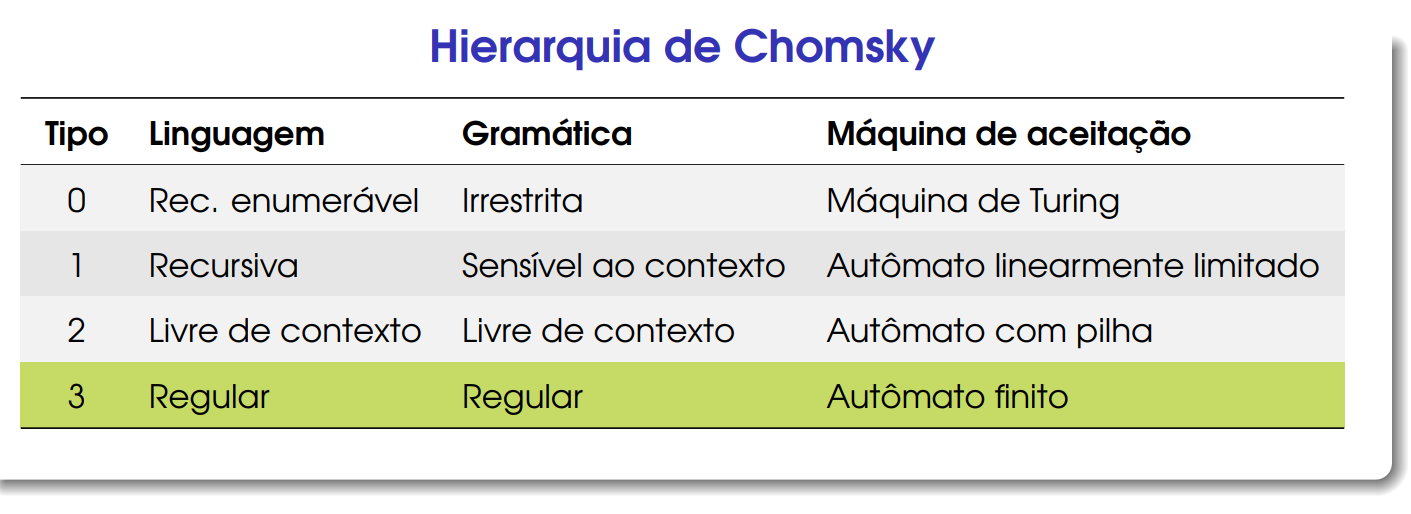 Hierarquia de Chomsky
Tipo Linguagem Gramática Máquina de aceitação
0 Rec. enumerável Irrestrita Máquina de Turing
1 Recursiva Sensível ao contexto Autômato linearmente limitado
2 Livre de contexto Livre de contexto Autômato com pilha
3 Regular Regular Autômato finito